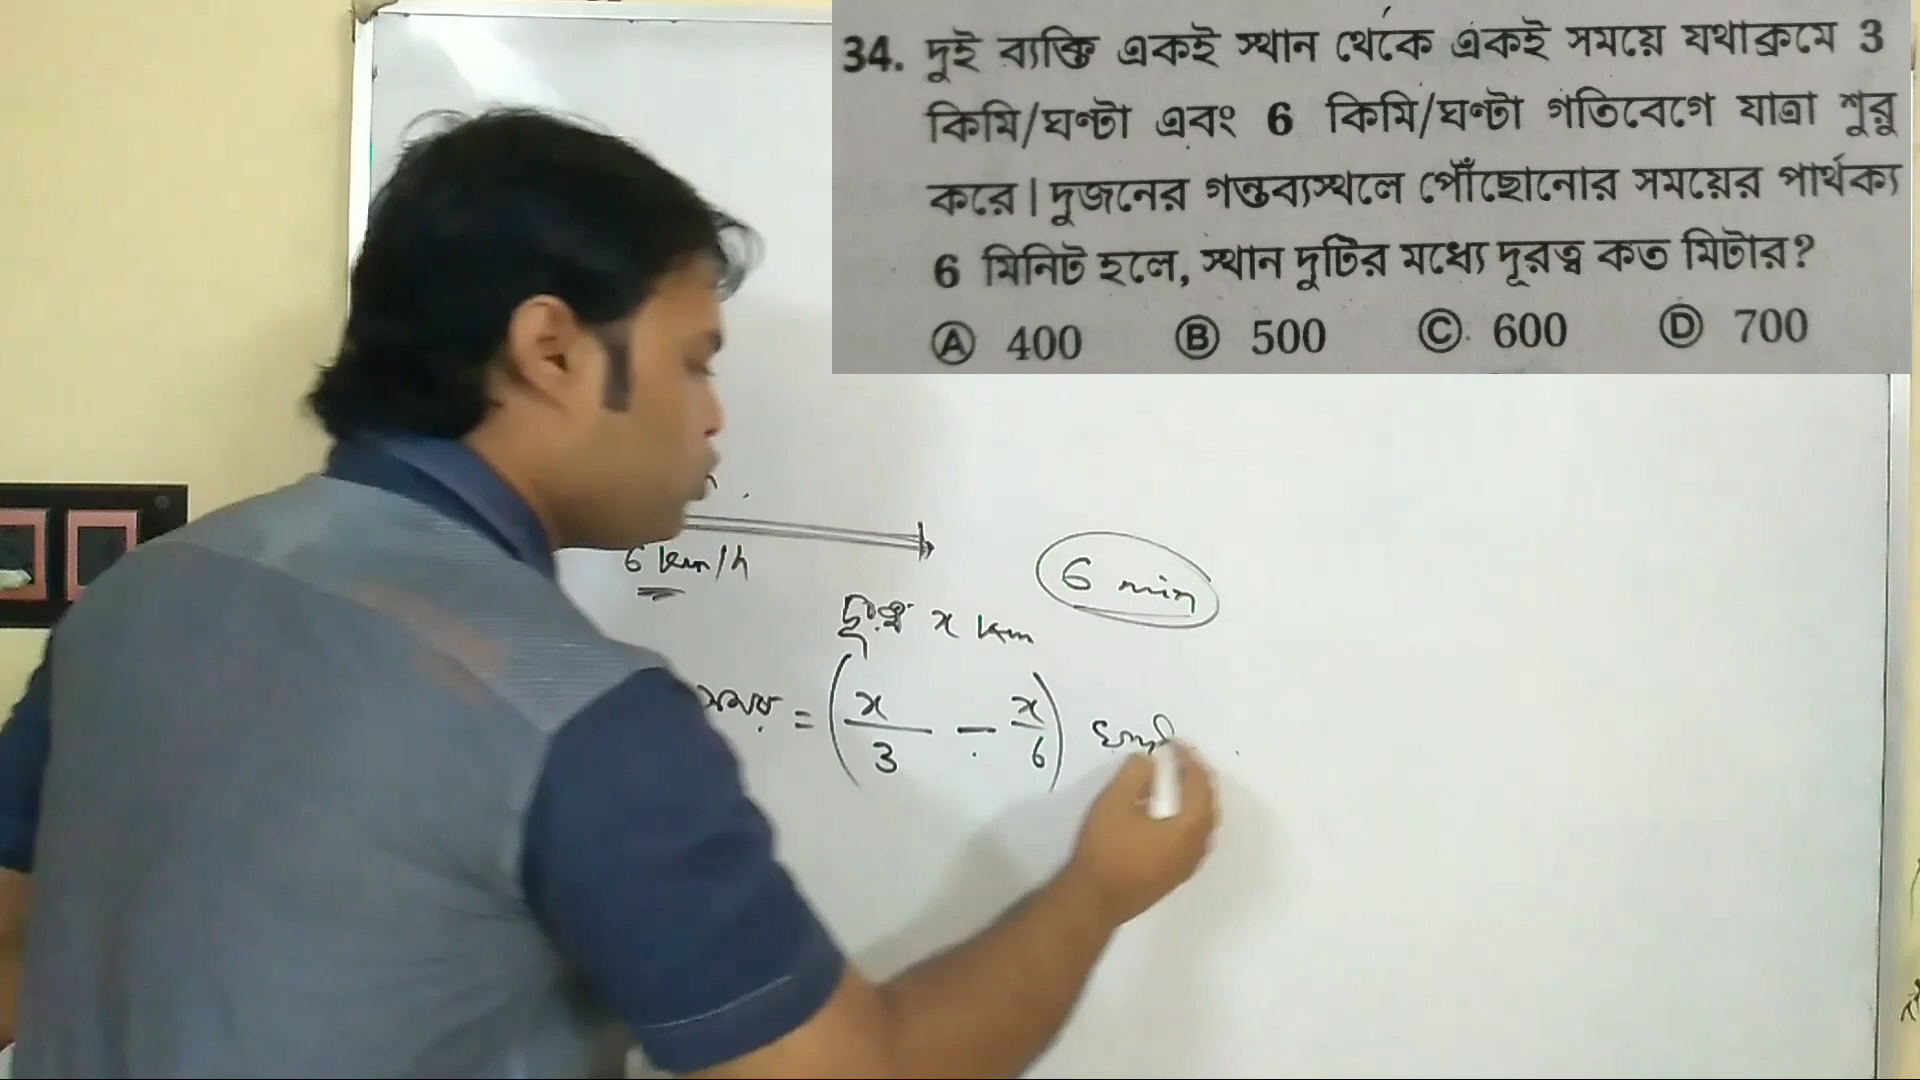 34. দুই ব্যক্তি একই স্থান থেকে একই সময়ে যথাক্রমে 3
কিমি/ঘণ্টা এবং 6 কিমি/ঘণ্টা গতিবেগে যাত্রা শুরু
করে। দুজনের গন্তব্যস্থলে পৌঁছোনোর সময়ের পার্থক্য
6 মিনিট হলে, স্থান দুটির মধ্যে দূরত্ব কত মিটার?
Ⓐ 400 Ⓑ 500 Ⓒ 600 Ⓓ 700
6 km/h
6 min
দূরত্ব x km
সময় = (x/3 − x/6)